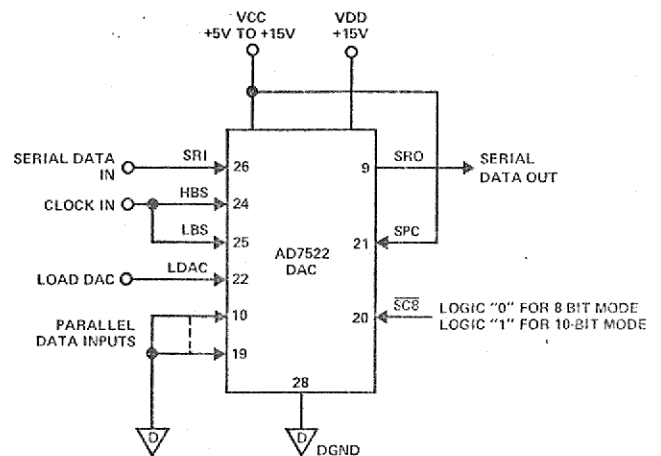 VCC
+5V TO +15V
VDD
+15V
SERIAL DATA
IN
SRI
26
9
SRO
SERIAL
DATA OUT
CLOCK IN
HBS
24
LBS
25
AD7522
DAC
21
SPC
LOAD DAC
LDAC
22
PARALLEL
DATA INPUTS
10
19
20
SC8
LOGIC "0" FOR 8 BIT MODE
LOGIC "1" FOR 10-BIT MODE
28
D
D
DGND